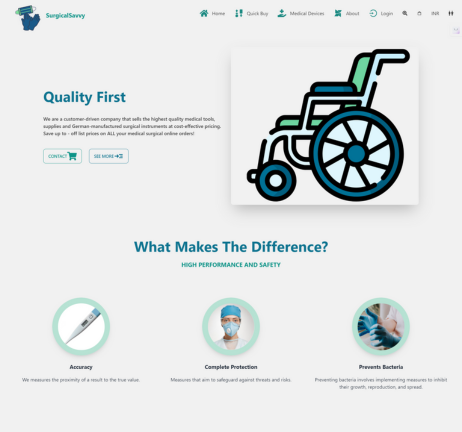 SurgicalSavvy
Home
Quick Buy
Medical Devices
About
Login
INR
Quality First
We are a customer-driven company that sells the highest quality medical tools,
supplies and German-manufactured surgical instruments at cost-effective pricing.
Save up to - off list prices on ALL your medical surgical online orders!
CONTACT
SEE MORE
What Makes The Difference?
HIGH PERFORMANCE AND SAFETY
Accuracy
We measures the proximity of a result to the true value.
Complete Protection
Measures that aim to safeguard against threats and risks.
Prevents Bacteria
Preventing bacteria involves implementing measures to inhibit
their growth, reproduction, and spread.